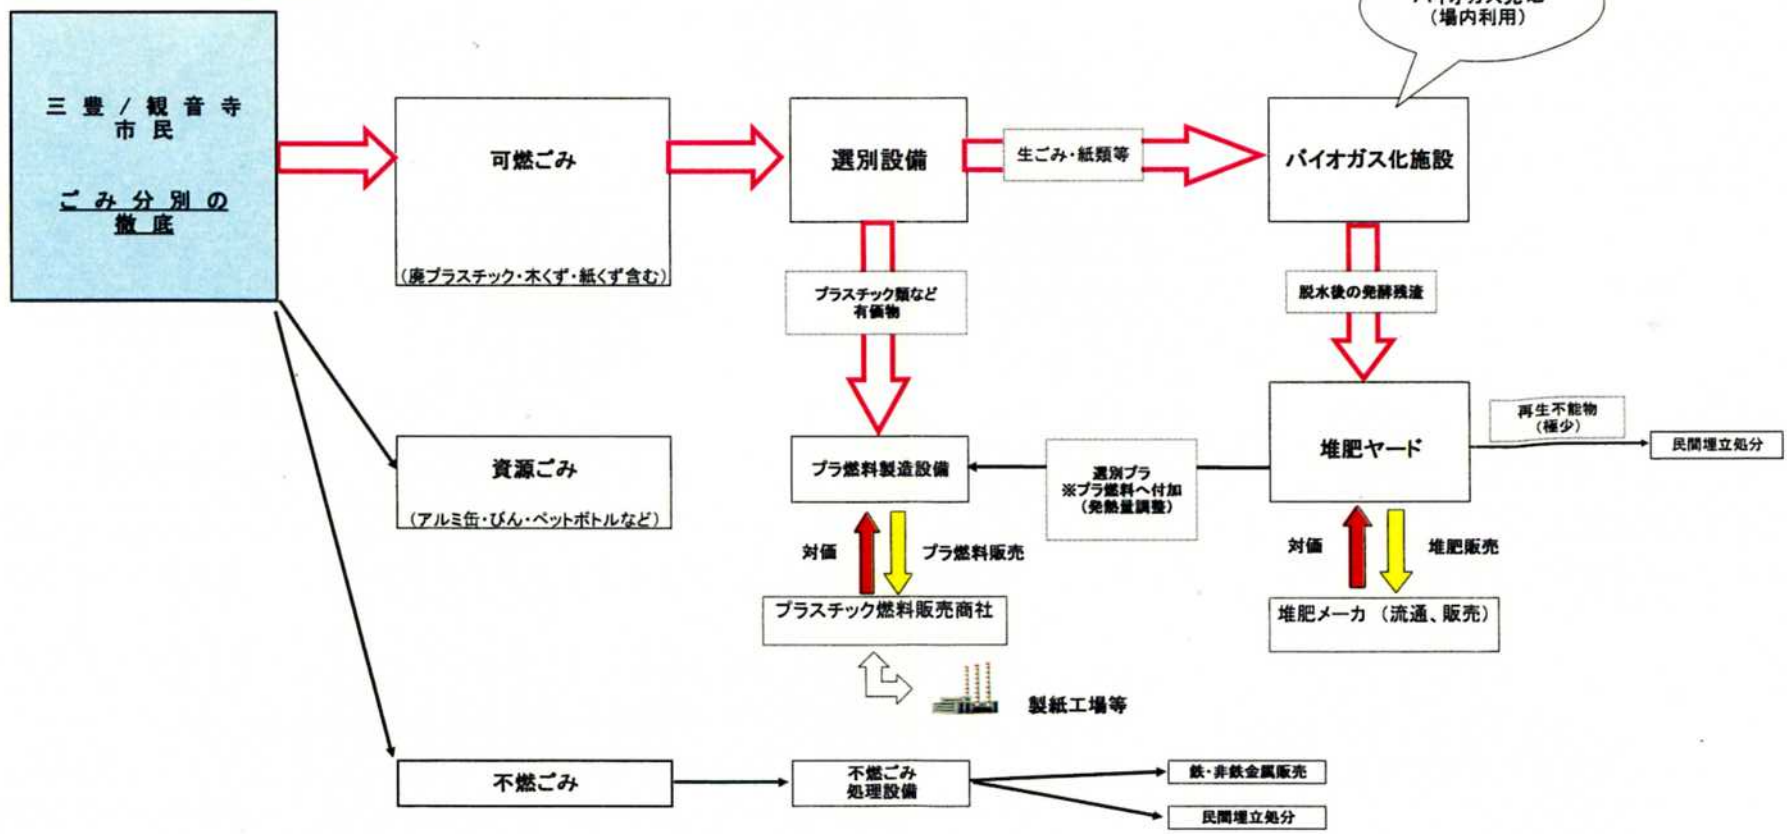 （場内利用）
三 豊 / 観 音 寺
市 民
ご み 分 別 の
徹 底
可燃ごみ
（廃プラスチック・木くず・紙くず含む）
選別設備
生ごみ・紙類等
バイオガス化施設
プラスチック類など
有価物
脱水後の発酵残渣
資源ごみ
（アルミ缶・びん・ペットボトルなど）
プラ燃料製造設備
選別プラ
※プラ燃料へ付加
（発熱量調整）
堆肥ヤード
再生不能物
（極少）
民間埋立処分
対価
プラ燃料販売
対価
堆肥販売
プラスチック燃料販売商社
堆肥メーカ （流通、販売）
製紙工場等
不燃ごみ
不燃ごみ
処理設備
鉄・非鉄金属販売
民間埋立処分